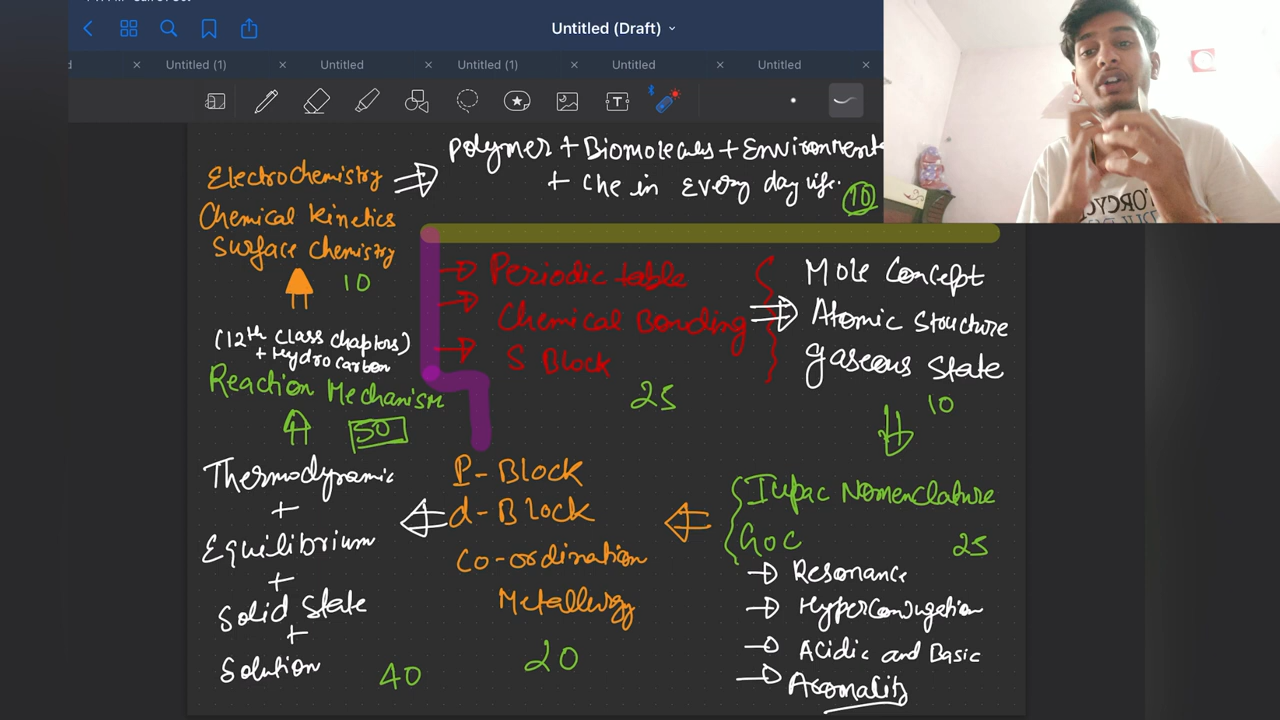 Untitled (Draft)
d
Untitled (1)
Untitled
Untitled (1)
Untitled
Untitled
T
Polymer + Biomolecules + Environment
+ Che in Every day life.
10
Electrochemistry
Chemical kinetics
Surface Chemistry
10
(12th class chapters)
+ Hydrocarbon
Reaction Mechanism
50
Periodic table
Chemical Bonding
S Block
25
Mole Concept
Atomic Structure
gaseous State
10
Iupac Nomenclature
GOC
25
Resonance
Hyperconjugation
Acidic and Basic
Aromality
P-Block
d-Block
Co-ordination
Metallurgy
20
Thermodynamic
+
Equilibrium
+
Solid State
+
Solution
40